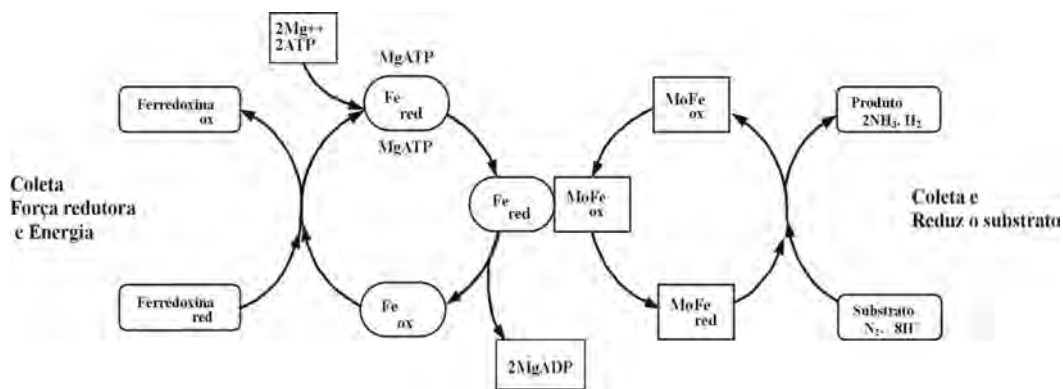 2Mg++
2ATP
MgATP
Ferredoxina
ox
Fe
red
MoFe
ox
Produto
2NH3. H2
MgATP
Coleta
Força redutora
e Energia
Fe
red
MoFe
ox
Coleta e
Reduz o substrato
Ferredoxina
red
Fe
ox
MoFe
red
Substrato
N2. 8H
2MgADP